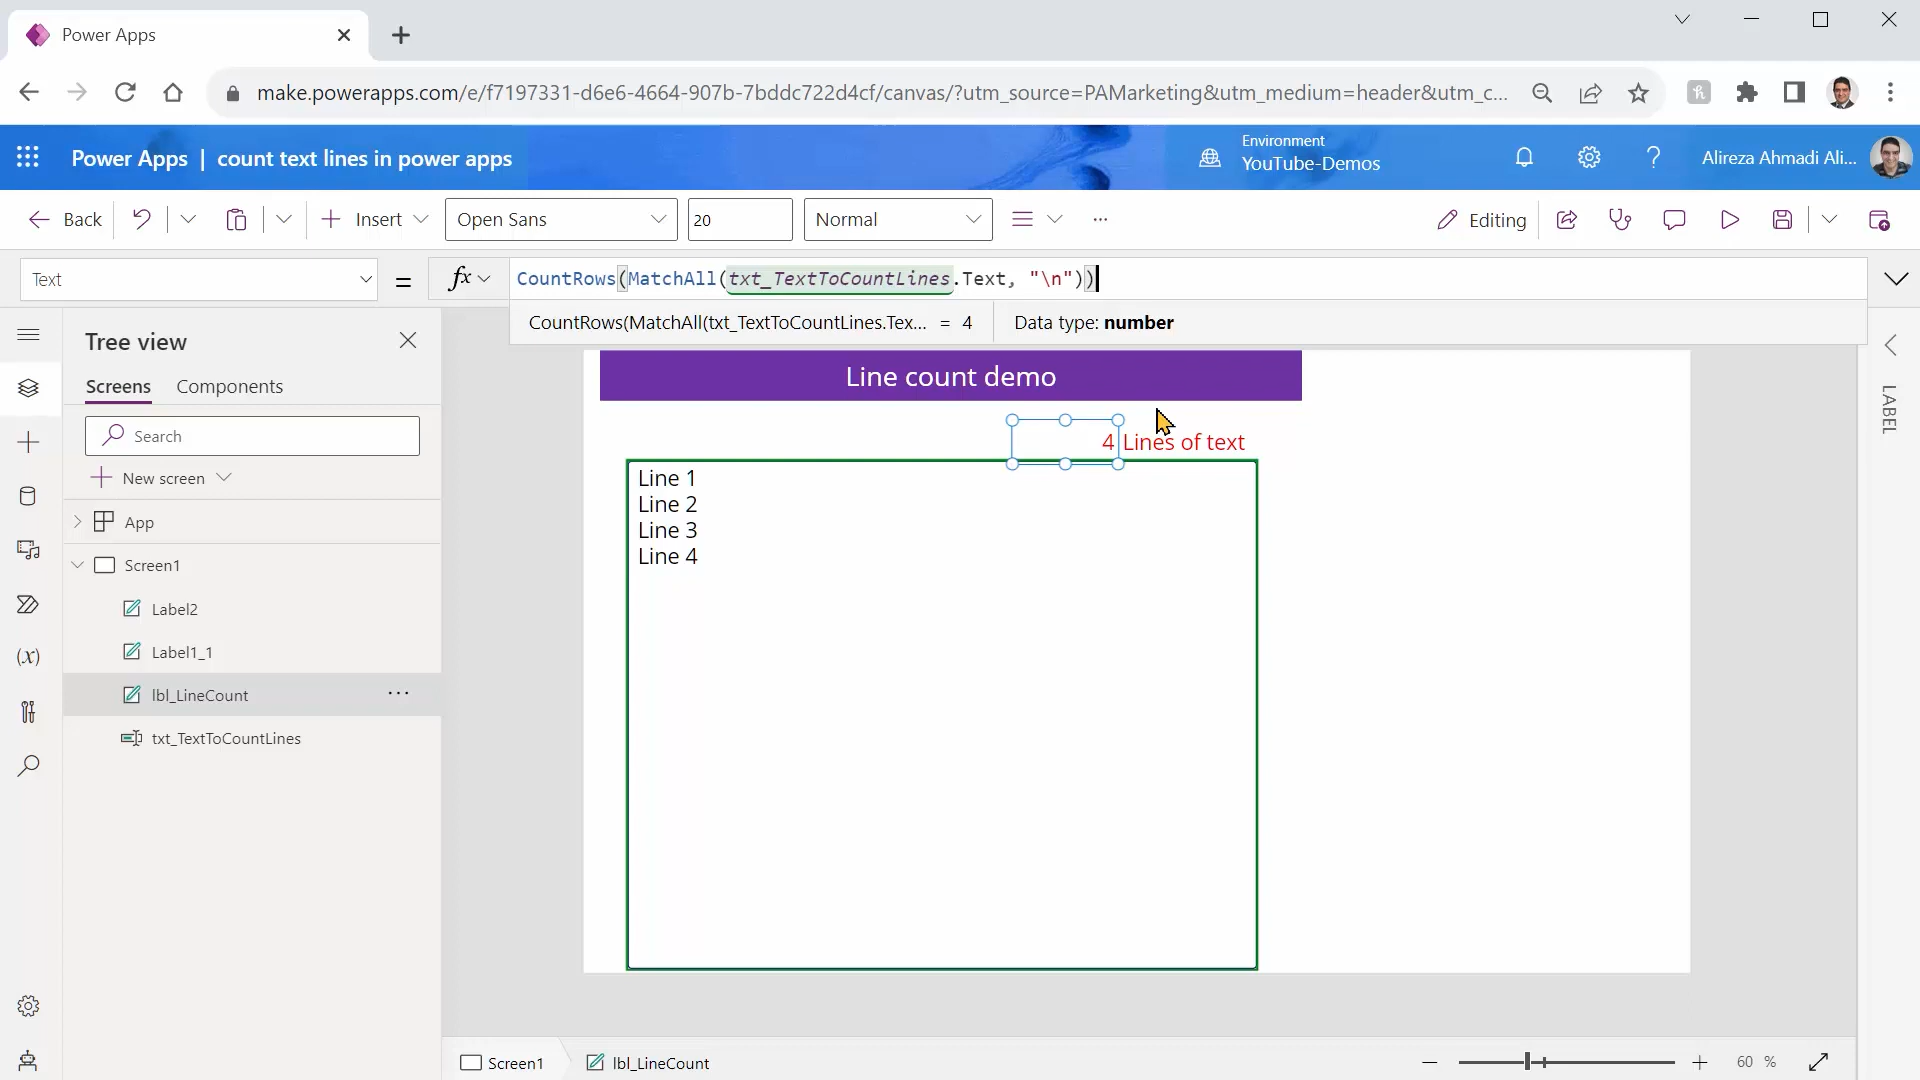 Power Apps
make.powerapps.com/e/f7197331-d6e6-4664-907b-7bddc722d4cf/canvas/?utm_source=PAMarketing&utm_medium=header&utm_c...
Power Apps | count text lines in power apps
Environment
YouTube-Demos
Alireza Ahmadi Ali...
Back
Insert
Open Sans
20
Normal
...
Editing
Text
=
fx
CountRows(MatchAll(txt_TextToCountLines.Text, "\n"))
CountRows(MatchAll(txt_TextToCountLines.Tex... = 4
Data type: number
Tree view
Screens
Components
Search
New screen
App
Screen1
Label2
Label1_1
lbl_LineCount
...
txt_TextToCountLines
(x)
Line count demo
4 Lines of text
Line 1
Line 2
Line 3
Line 4
LABEL
Screen1
lbl_LineCount
60 %